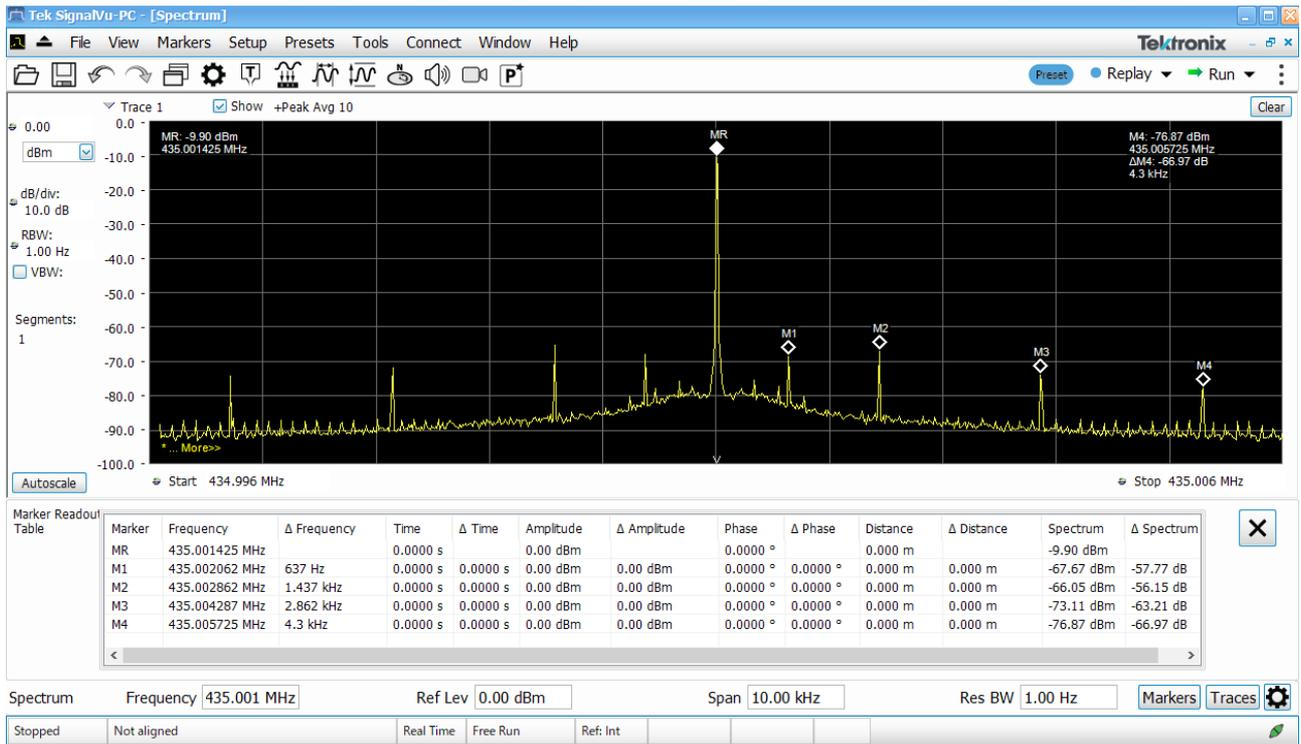 Tek SignalVu-PC - [Spectrum]
File View Markers Setup Presets Tools Connect Window Help
Tektronix
T N P
Preset Replay Run
Trace 1 Show +Peak Avg 10 Clear
0.00
dBm
dB/div:
10.0 dB
RBW:
1.00 Hz
VBW:
Segments:
1
Autoscale
0.0
-10.0
-20.0
-30.0
-40.0
-50.0
-60.0
-70.0
-80.0
-90.0
-100.0
MR: -9.90 dBm
435.001425 MHz
MR
M4: -76.87 dBm
435.005725 MHz
ΔM4: -66.97 dB
4.3 kHz
M1
M2
M3
M4
* ... More>>
Start 434.996 MHz
Stop 435.006 MHz
Marker Readout
Table
Marker Frequency Δ Frequency Time Δ Time Amplitude Δ Amplitude Phase Δ Phase Distance Δ Distance Spectrum Δ Spectrum
MR 435.001425 MHz 0.0000 s 0.00 dBm 0.0000 ° 0.000 m -9.90 dBm
M1 435.002062 MHz 637 Hz 0.0000 s 0.0000 s 0.00 dBm 0.00 dBm 0.0000 ° 0.0000 ° 0.000 m 0.000 m -67.67 dBm -57.77 dB
M2 435.002862 MHz 1.437 kHz 0.0000 s 0.0000 s 0.00 dBm 0.00 dBm 0.0000 ° 0.0000 ° 0.000 m 0.000 m -66.05 dBm -56.15 dB
M3 435.004287 MHz 2.862 kHz 0.0000 s 0.0000 s 0.00 dBm 0.00 dBm 0.0000 ° 0.0000 ° 0.000 m 0.000 m -73.11 dBm -63.21 dB
M4 435.005725 MHz 4.3 kHz 0.0000 s 0.0000 s 0.00 dBm 0.00 dBm 0.0000 ° 0.0000 ° 0.000 m 0.000 m -76.87 dBm -66.97 dB
Spectrum Frequency 435.001 MHz Ref Lev 0.00 dBm Span 10.00 kHz Res BW 1.00 Hz Markers Traces
Stopped Not aligned Real Time Free Run Ref: Int